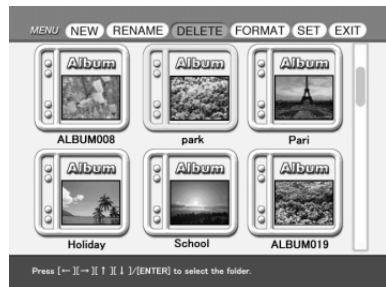 MENU NEW RENAME DELETE FORMAT SET EXIT
Album Album Album
ALBUM008 park Pari
Album Album Album
Holiday School ALBUM019
Press [←][→][↑][↓]/[ENTER] to select the folder.